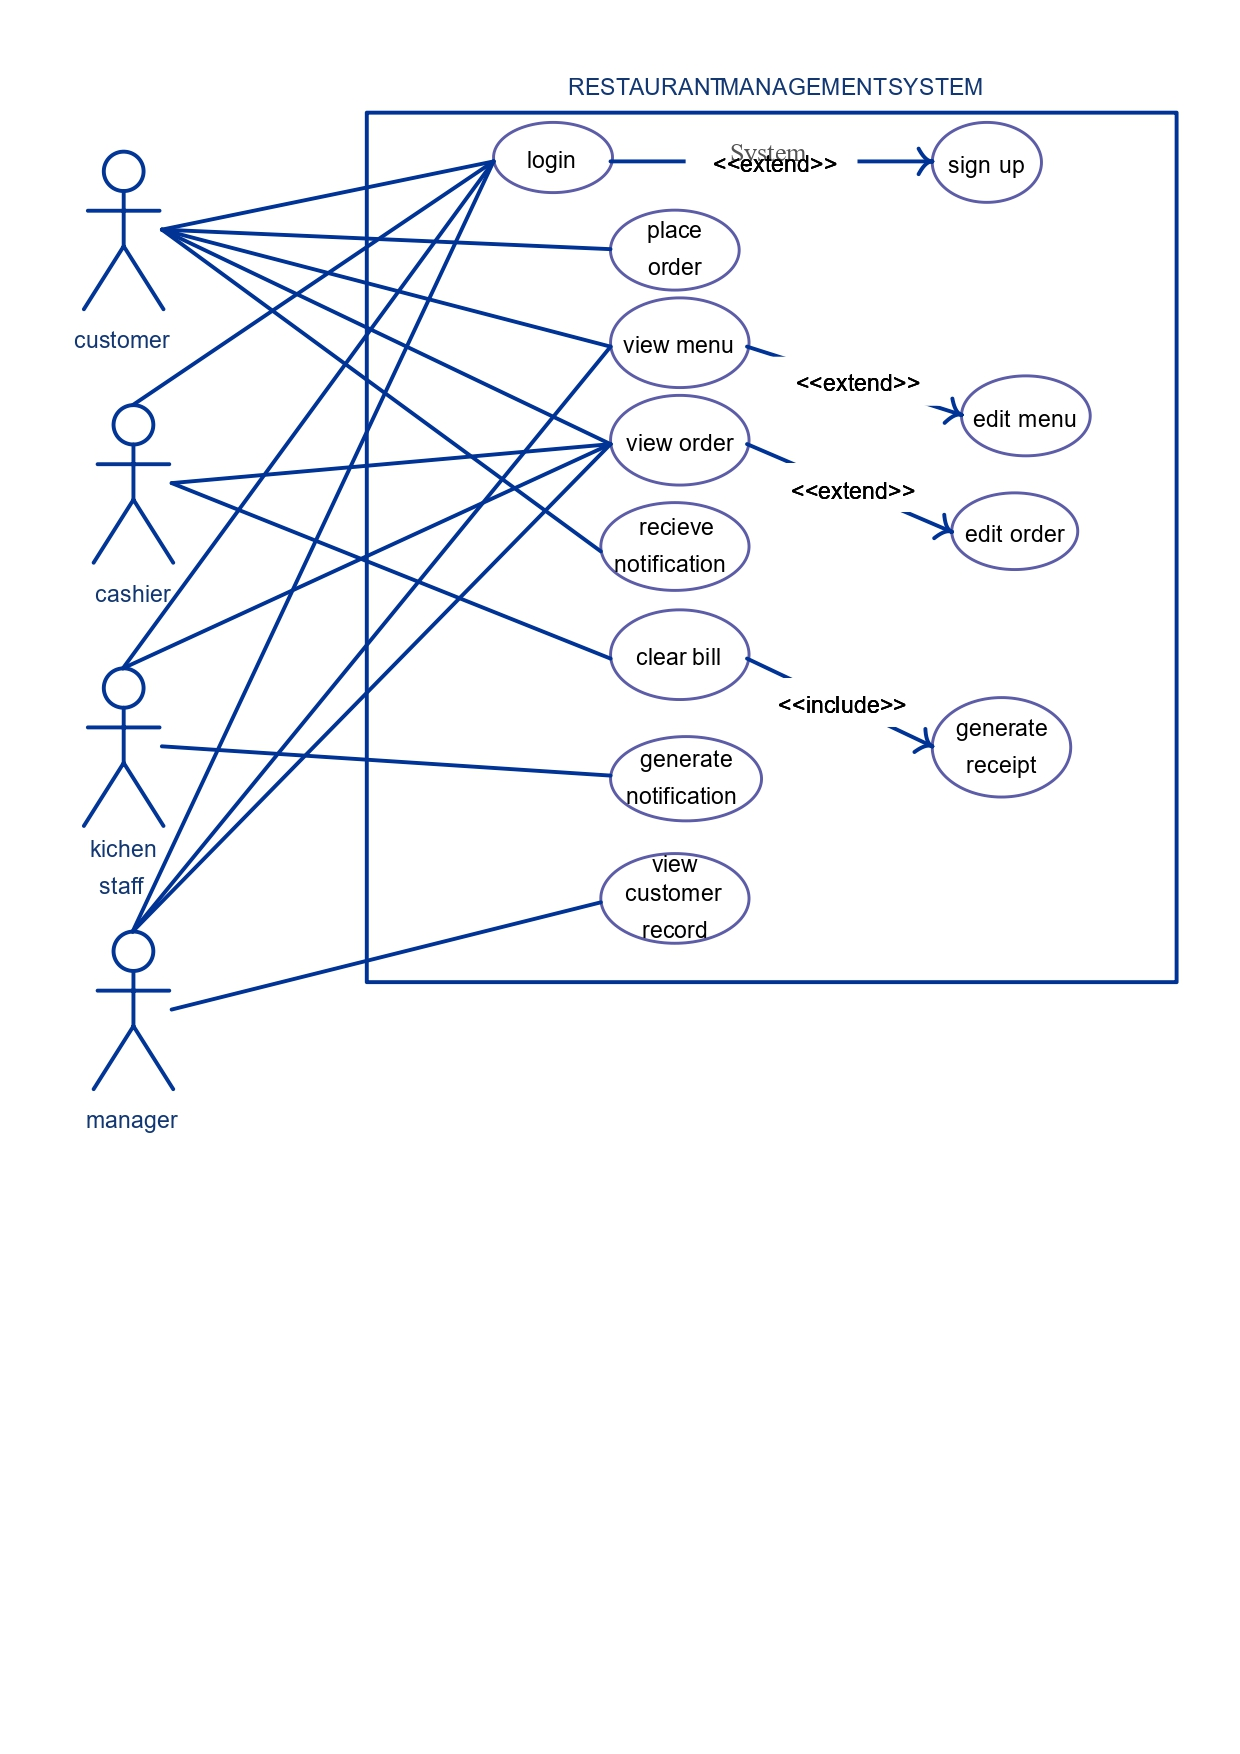 RESTAURANTMANAGEMENTSYSTEM
System
login
<<extend>>
sign up
place
order
customer
view menu
<<extend>>
edit menu
view order
<<extend>>
edit order
recieve
notification
cashier
clear bill
<<include>>
generate
receipt
generate
notification
kichen
staff
view
customer
record
manager